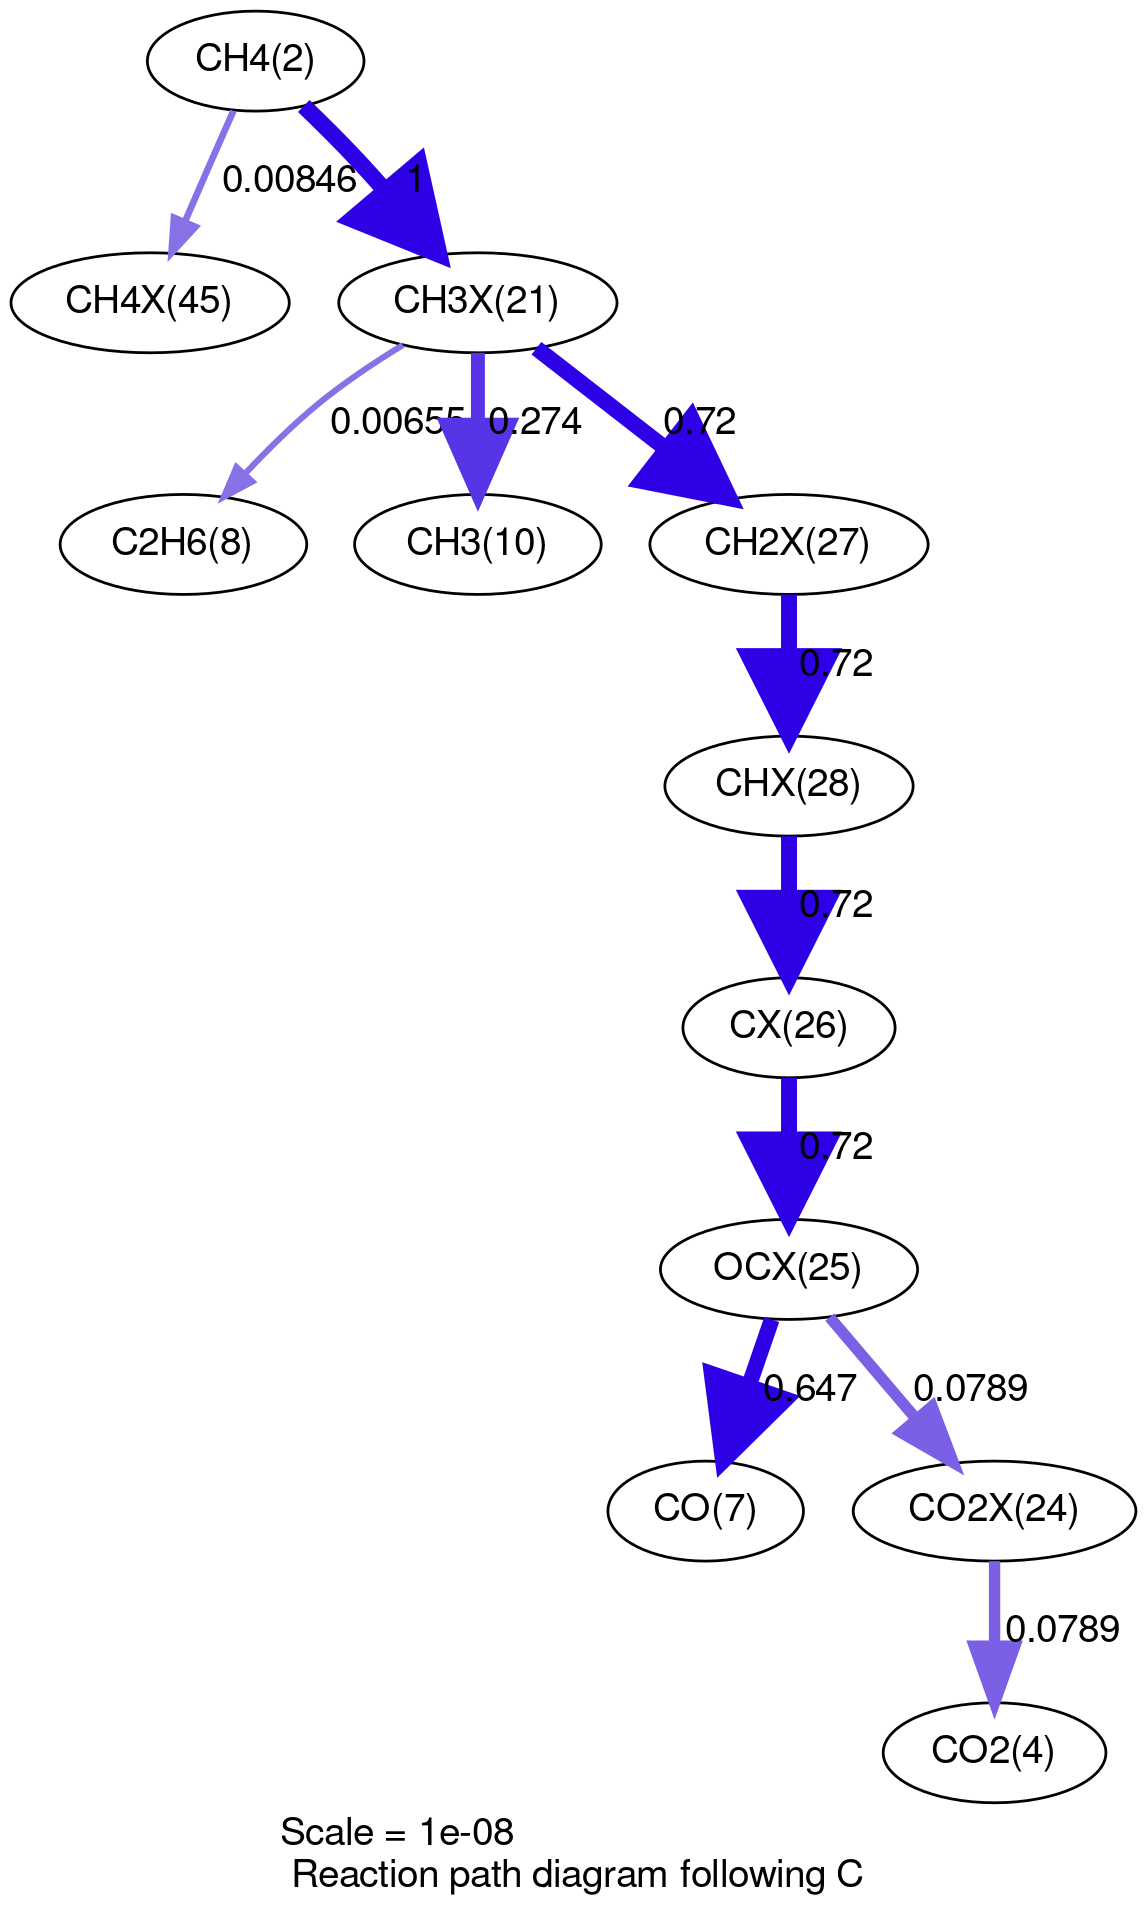 CH4(2)
0.00846
1
CH4X(45)
CH3X(21)
0.00655
0.274
0.72
C2H6(8)
CH3(10)
CH2X(27)
0.72
CHX(28)
0.72
CX(26)
0.72
OCX(25)
0.647
0.0789
CO(7)
CO2X(24)
0.0789
CO2(4)
Scale = 1e-08
Reaction path diagram following C